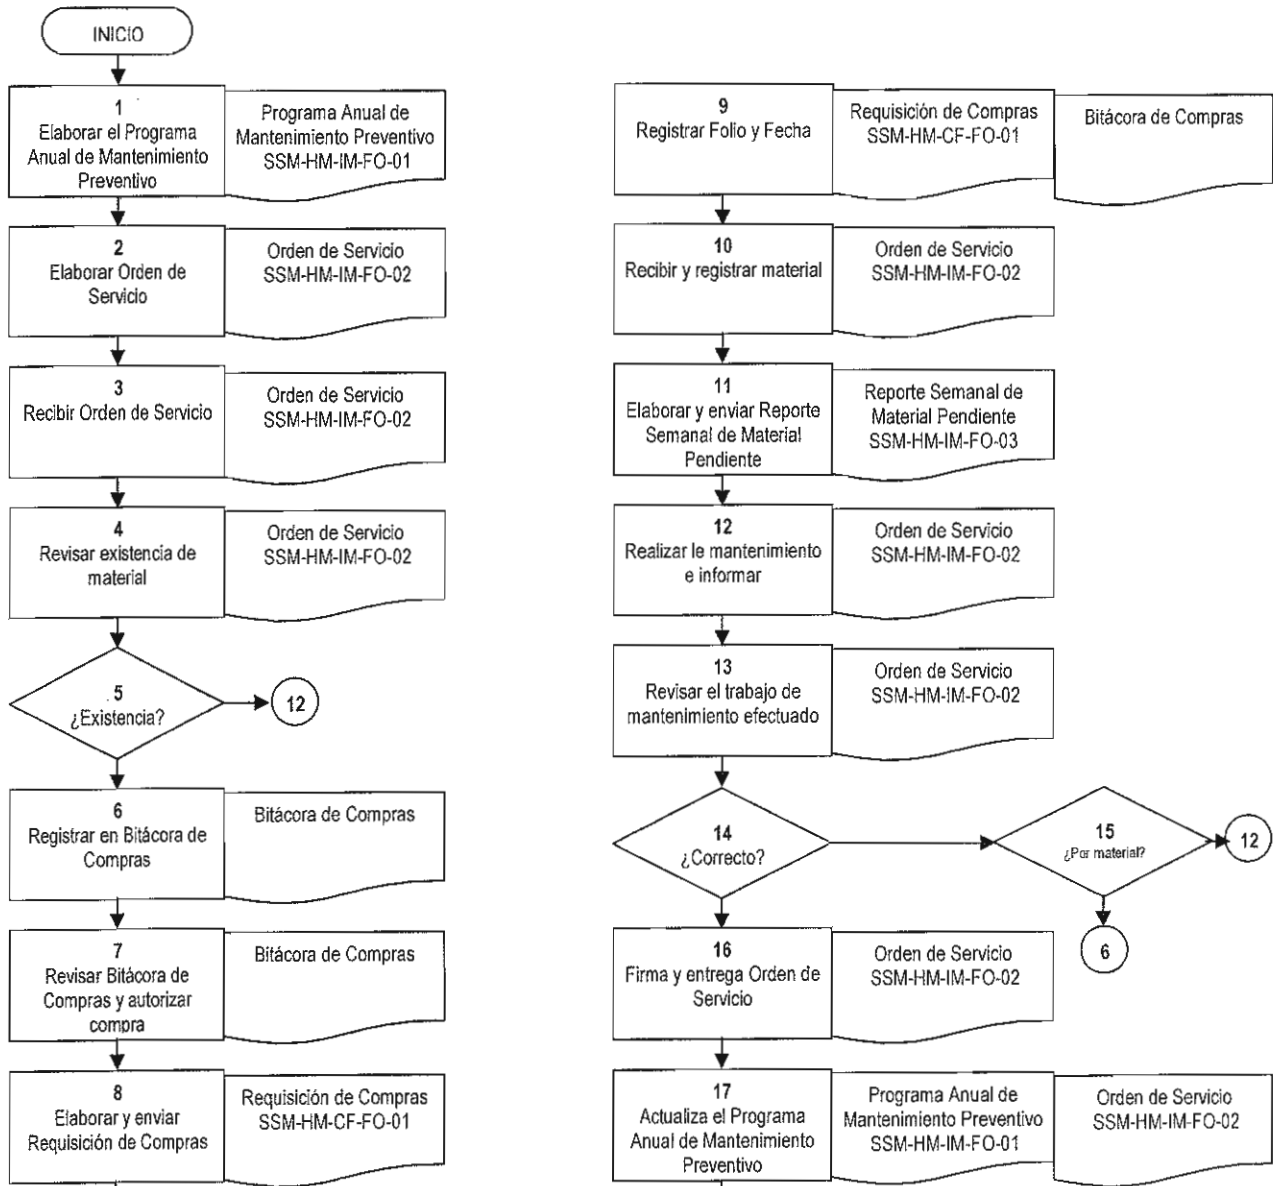 INICIO
1
Elaborar el Programa
Anual de Mantenimiento
Preventivo
Programa Anual de
Mantenimiento Preventivo
SSM-HM-IM-FO-01
2
Elaborar Orden de
Servicio
Orden de Servicio
SSM-HM-IM-FO-02
3
Recibir Orden de Servicio
Orden de Servicio
SSM-HM-IM-FO-02
4
Revisar existencia de
material
Orden de Servicio
SSM-HM-IM-FO-02
5
¿Existencia?
12
6
Registrar en Bitácora de
Compras
Bitácora de Compras
7
Revisar Bitácora de
Compras y autorizar
compra
Bitácora de Compras
8
Elaborar y enviar
Requisición de Compras
Requisición de Compras
SSM-HM-CF-FO-01
9
Registrar Folio y Fecha
Requisición de Compras
SSM-HM-CF-FO-01
Bitácora de Compras
10
Recibir y registrar material
Orden de Servicio
SSM-HM-IM-FO-02
11
Elaborar y enviar Reporte
Semanal de Material
Pendiente
Reporte Semanal de
Material Pendiente
SSM-HM-IM-FO-03
12
Realizar le mantenimiento
e informar
Orden de Servicio
SSM-HM-IM-FO-02
13
Revisar el trabajo de
mantenimiento efectuado
Orden de Servicio
SSM-HM-IM-FO-02
14
¿Correcto?
15
¿Por material?
12
6
16
Firma y entrega Orden de
Servicio
Orden de Servicio
SSM-HM-IM-FO-02
17
Actualiza el Programa
Anual de Mantenimiento
Preventivo
Programa Anual de
Mantenimiento Preventivo
SSM-HM-IM-FO-01
Orden de Servicio
SSM-HM-IM-FO-02